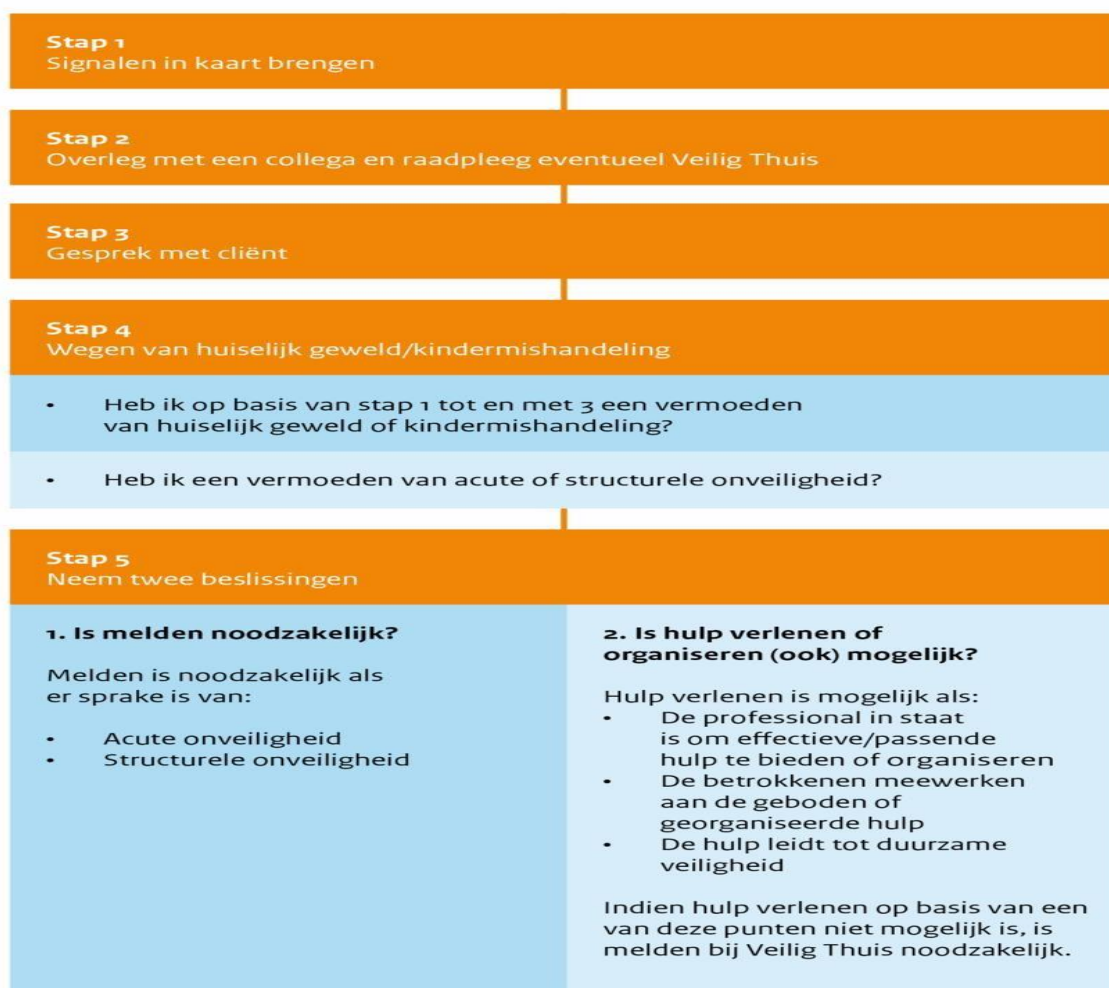 Stap 1
Signalen in kaart brengen
Stap 2
Overleg met een collega en raadpleeg eventueel Veilig Thuis
Stap 3
Gesprek met cliënt
Stap 4
Wegen van huiselijk geweld/kindermishandeling
• Heb ik op basis van stap 1 tot en met 3 een vermoeden
van huiselijk geweld of kindermishandeling?
• Heb ik een vermoeden van acute of structurele onveiligheid?
Stap 5
Neem twee beslissingen
1. Is melden noodzakelijk?
Melden is noodzakelijk als
er sprake is van:
• Acute onveiligheid
• Structurele onveiligheid
2. Is hulp verlenen of
organiseren (ook) mogelijk?
Hulp verlenen is mogelijk als:
• De professional in staat
is om effectieve/passende
hulp te bieden of organiseren
• De betrokkenen meewerken
aan de geboden of
georganiseerde hulp
• De hulp leidt tot duurzame
veiligheid
Indien hulp verlenen op basis van een
van deze punten niet mogelijk is, is
melden bij Veilig Thuis noodzakelijk.